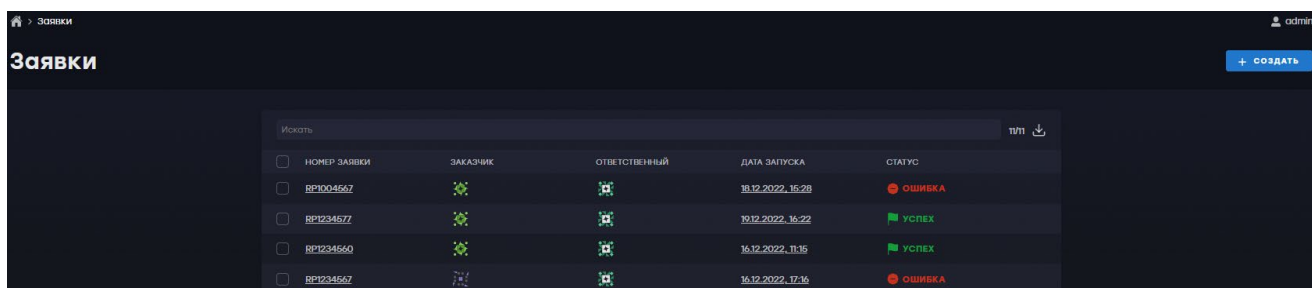 > Заявки
admin
Заявки
+ СОЗДАТЬ
Искать
11/11
НОМЕР ЗАЯВКИ ЗАКАЗЧИК ОТВЕТСТВЕННЫЙ ДАТА ЗАПУСКА СТАТУС
RP1004567 18.12.2022, 15:28 ОШИБКА
RP1234577 19.12.2022, 16:22 УСПЕХ
RP1234560 16.12.2022, 11:15 УСПЕХ
RP1234567 16.12.2022, 17:16 ОШИБКА